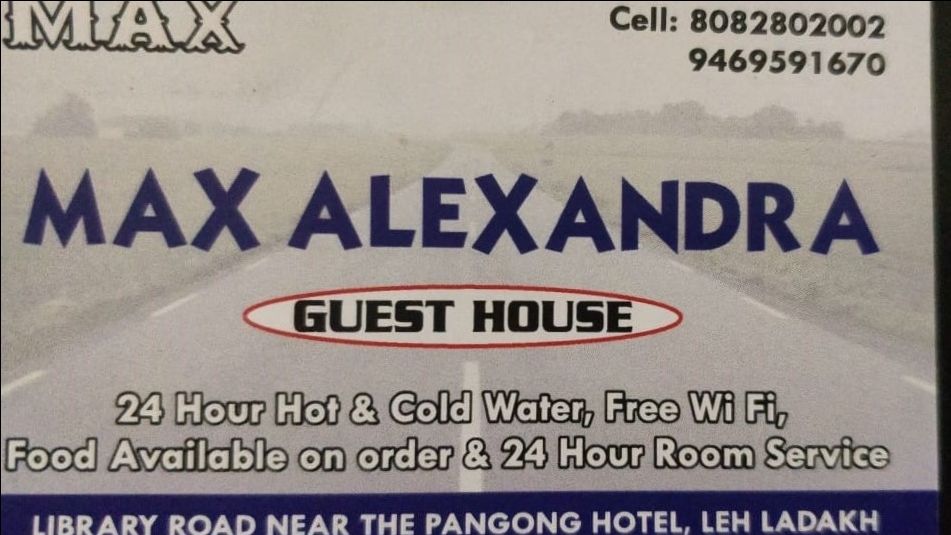 MAX
Cell: 8082802002
9469591670
MAX ALEXANDRA
GUEST HOUSE
24 Hour Hot & Cold Water, Free Wi Fi,
Food Available on order & 24 Hour Room Service
LIBRARY ROAD NEAR THE PANGONG HOTEL, LEH LADAKH